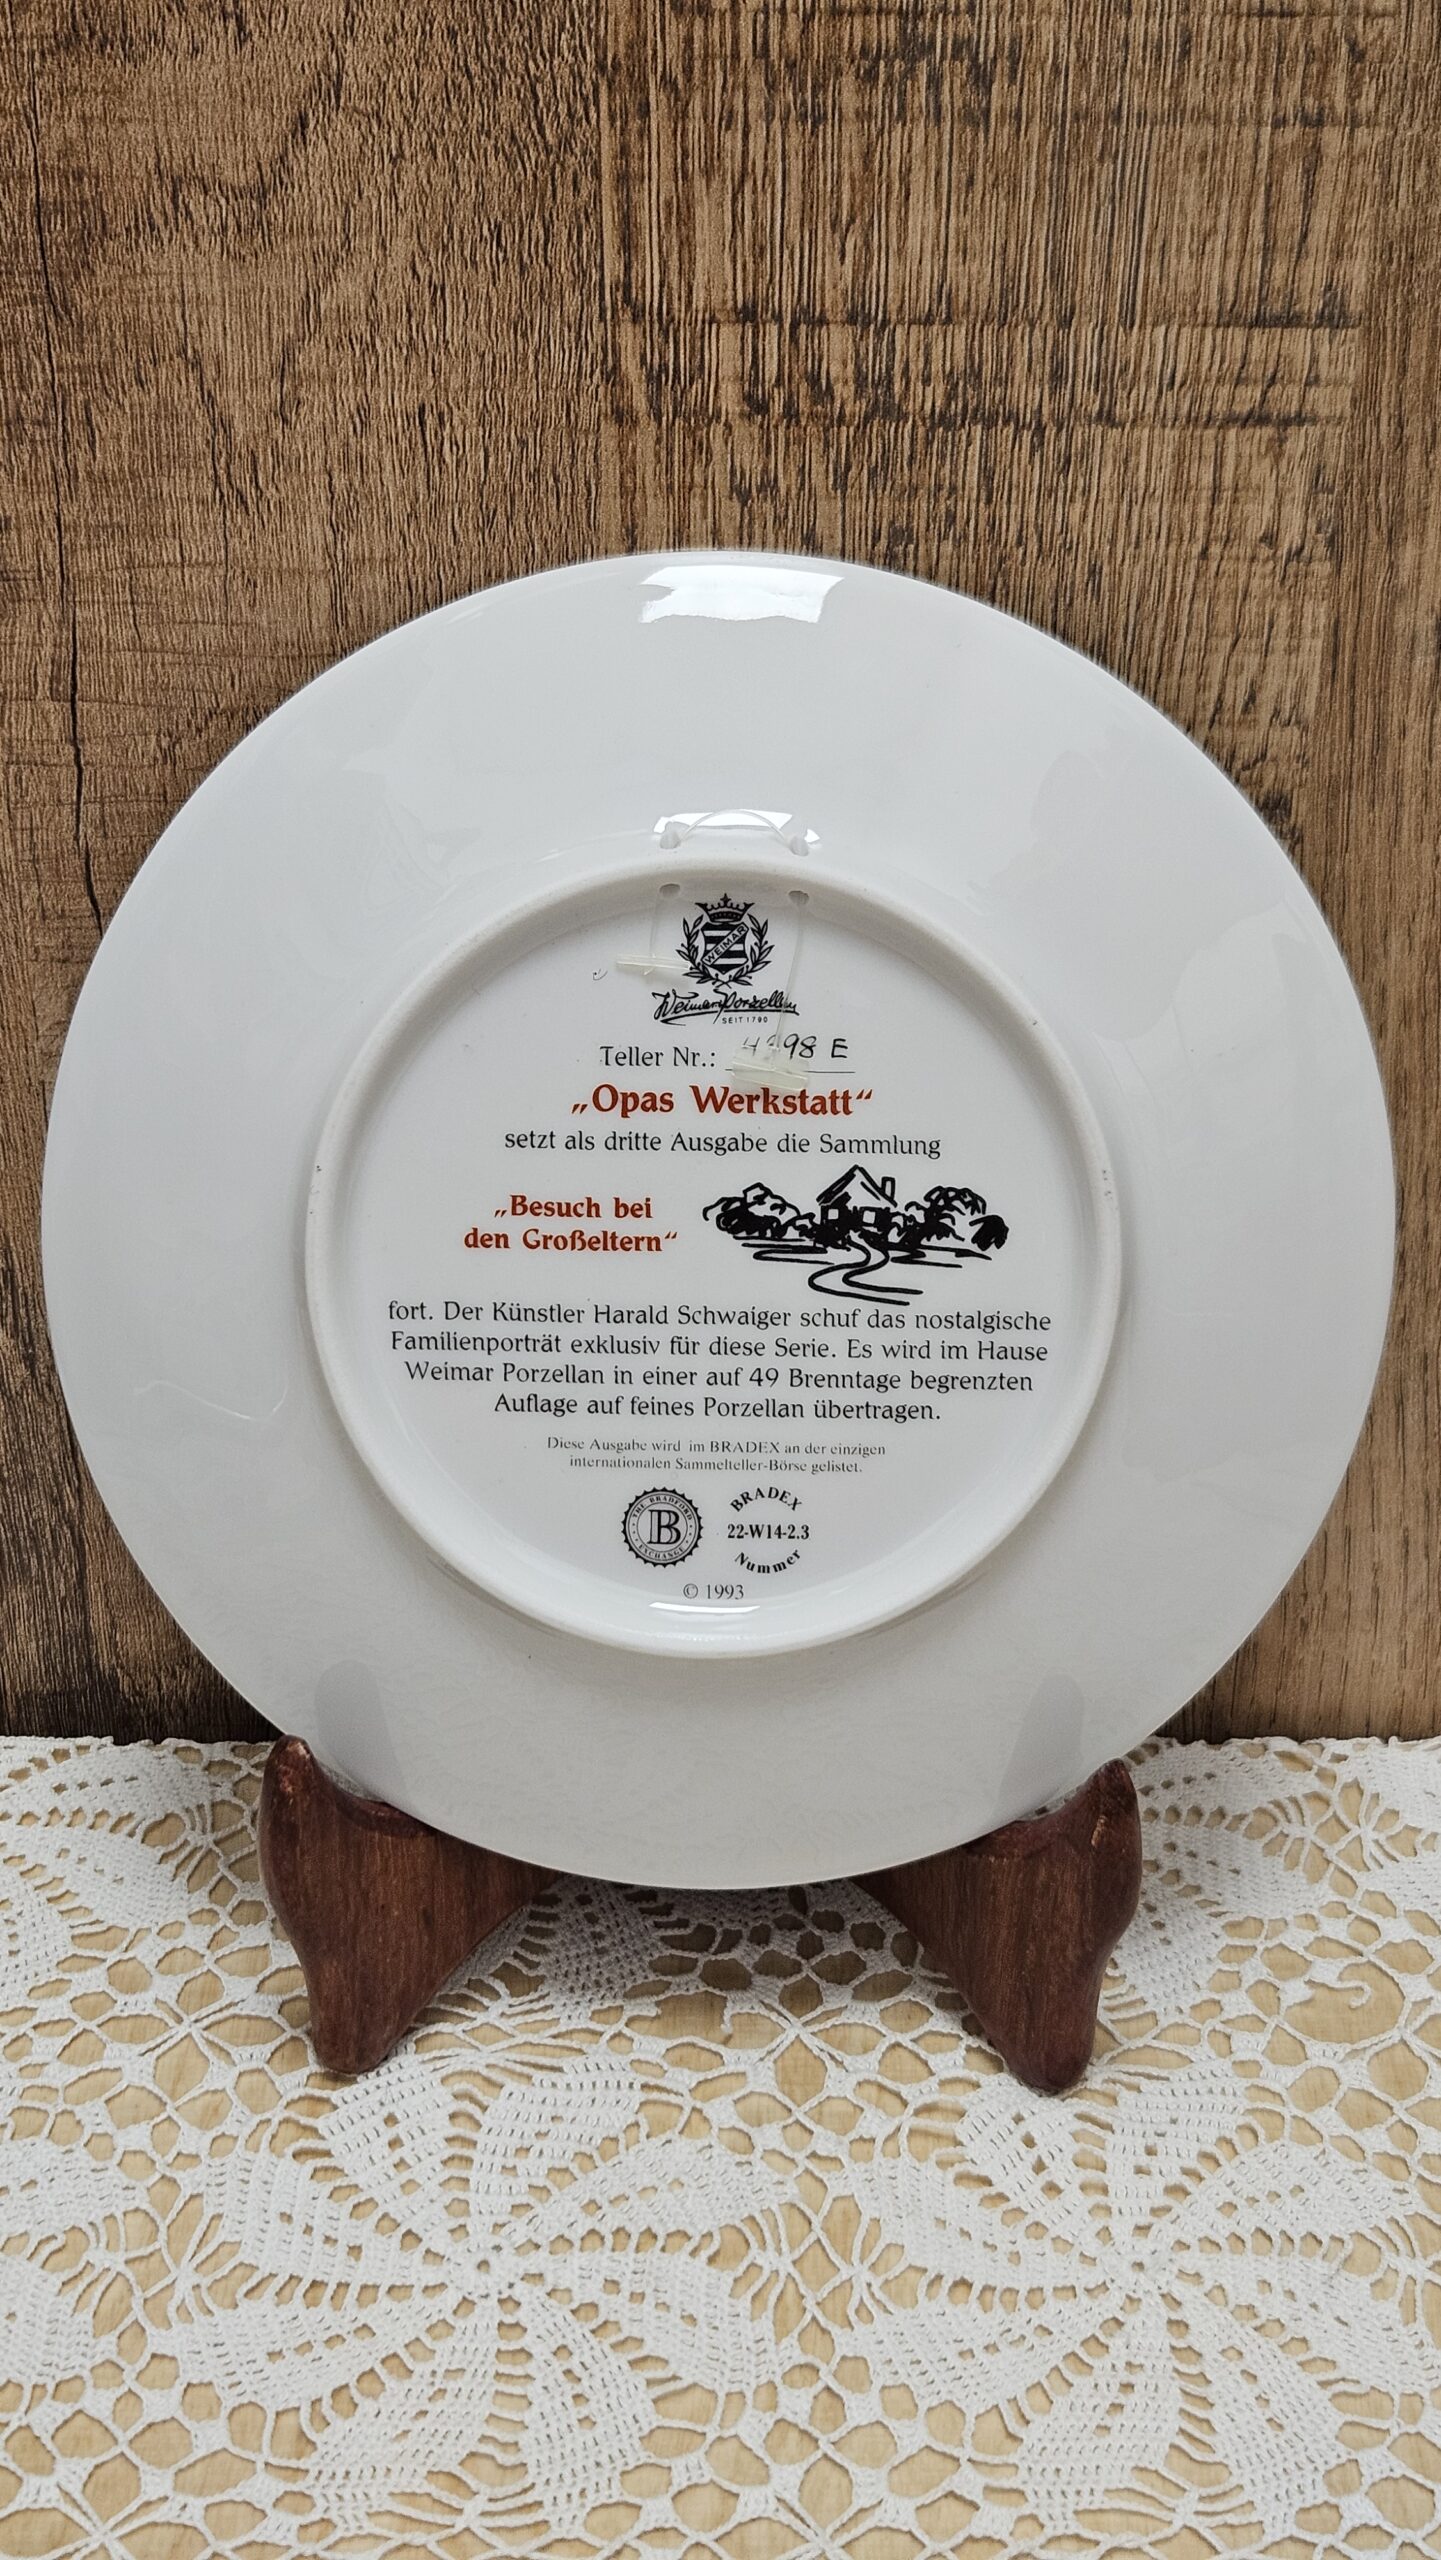 WEIMAR
Weimar Porzellan
SEIT 1790
Teller Nr.: 98 E
„Opas Werkstatt“
setzt als dritte Ausgabe die Sammlung
„Besuch bei
den Großeltern“
fort. Der Künstler Harald Schwaiger schuf das nostalgische
Familienporträt exklusiv für diese Serie. Es wird im Hause
Weimar Porzellan in einer auf 49 Brenntage begrenzten
Auflage auf feines Porzellan übertragen.
Diese Ausgabe wird im BRADEX an der einzigen
internationalen Sammelteller-Börse gelistet.
THE BRADFORD
B
EXCHANGE
BRADEX
22-W14-2.3
Nummer
© 1993